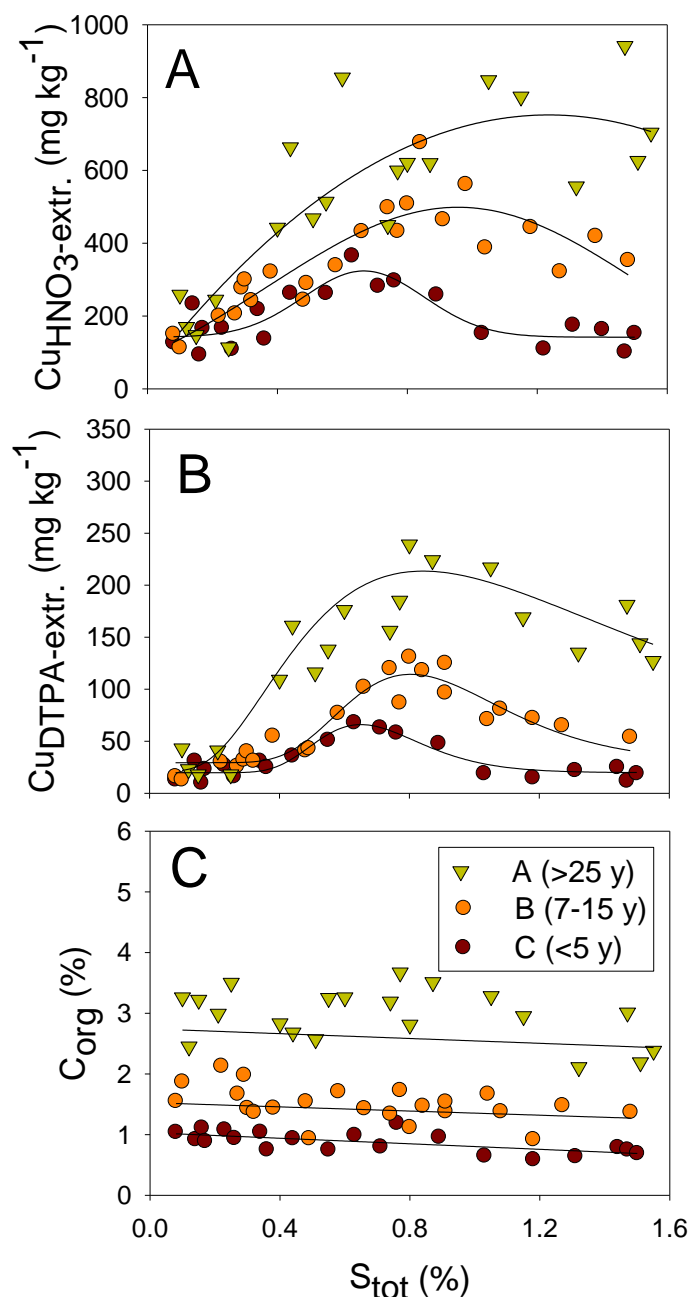 A
1000
800
600
400
200
0
CuHNO3-extr. (mg kg-1)
B
350
300
250
200
150
100
50
0
CuDTPA-extr. (mg kg-1)
C
6
5
4
3
2
1
0
Corg (%)
A (>25 y)
B (7-15 y)
C (<5 y)
0.0 0.4 0.8 1.2 1.6
Stot (%)